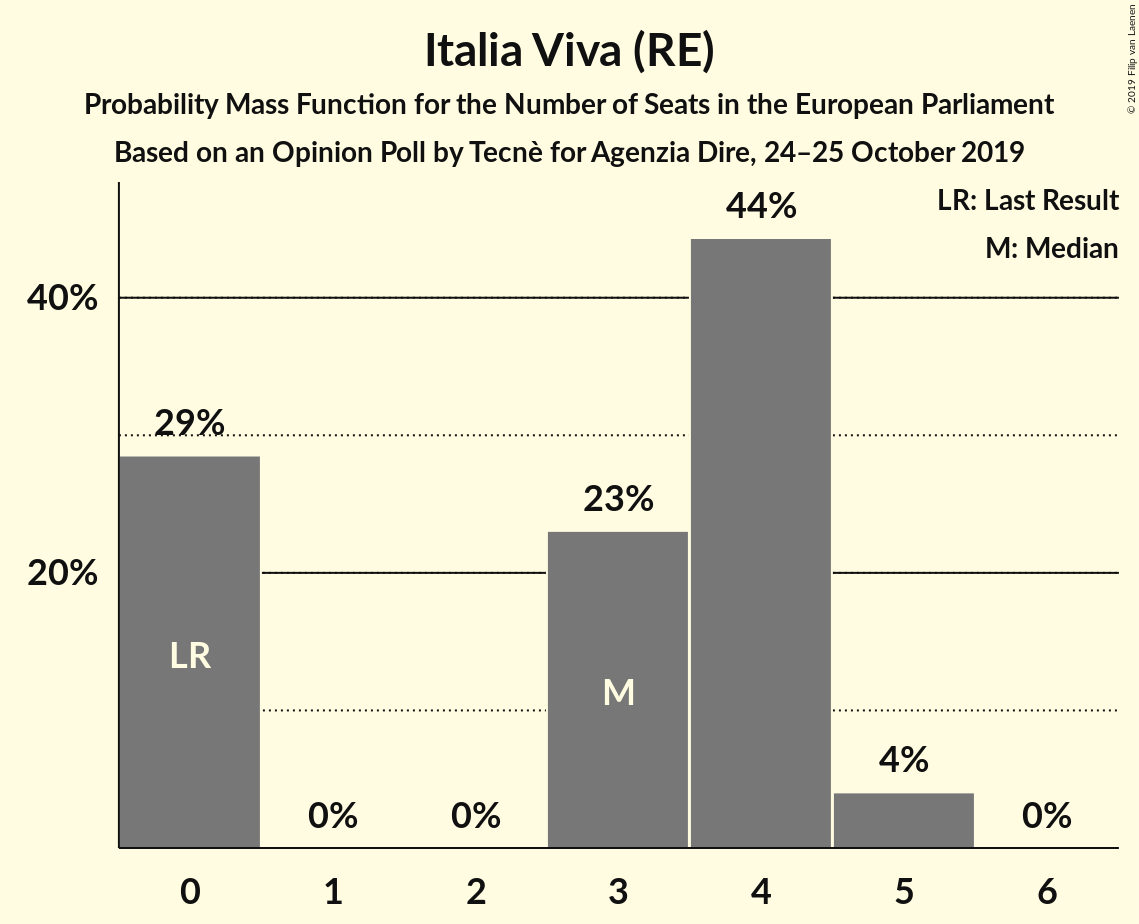 Italia Viva (RE)
Probability Mass Function for the Number of Seats in the European Parliament
Based on an Opinion Poll by Tecnè for Agenzia Dire, 24–25 October 2019
© 2019 Filip van Laenen
LR: Last Result
M: Median
44%
40%
29%
23%
20%
LR
M
4%
0%
0%
0%
0
1
2
3
4
5
6